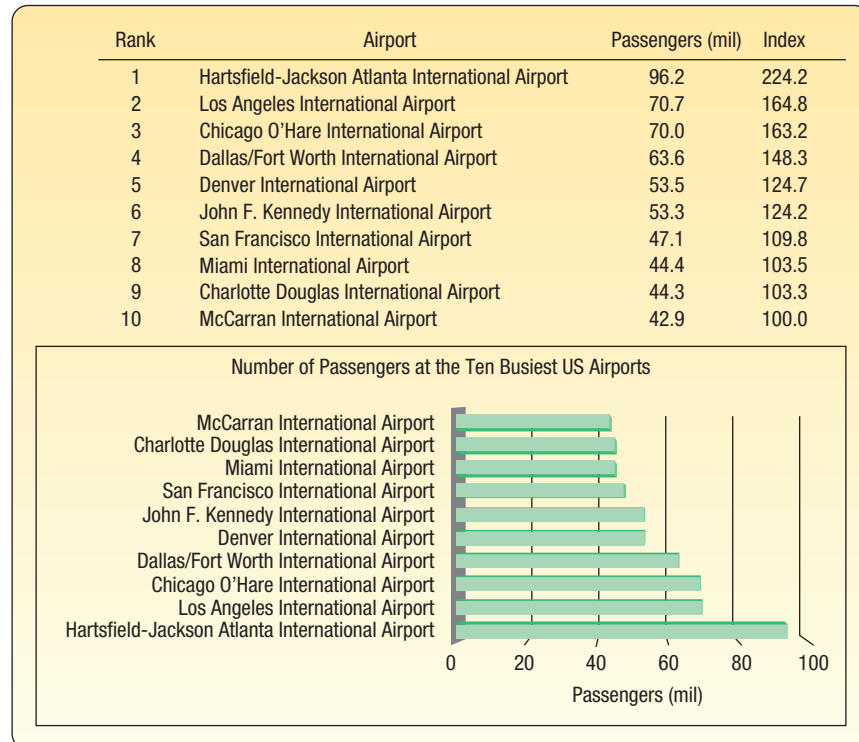 Rank Airport Passengers (mil) Index
1 Hartsfield-Jackson Atlanta International Airport 96.2 224.2
2 Los Angeles International Airport 70.7 164.8
3 Chicago O’Hare International Airport 70.0 163.2
4 Dallas/Fort Worth International Airport 63.6 148.3
5 Denver International Airport 53.5 124.7
6 John F. Kennedy International Airport 53.3 124.2
7 San Francisco International Airport 47.1 109.8
8 Miami International Airport 44.4 103.5
9 Charlotte Douglas International Airport 44.3 103.3
10 McCarran International Airport 42.9 100.0
Number of Passengers at the Ten Busiest US Airports
McCarran International Airport
Charlotte Douglas International Airport
Miami International Airport
San Francisco International Airport
John F. Kennedy International Airport
Denver International Airport
Dallas/Fort Worth International Airport
Chicago O’Hare International Airport
Los Angeles International Airport
Hartsfield-Jackson Atlanta International Airport
0 20 40 60 80 100
Passengers (mil)